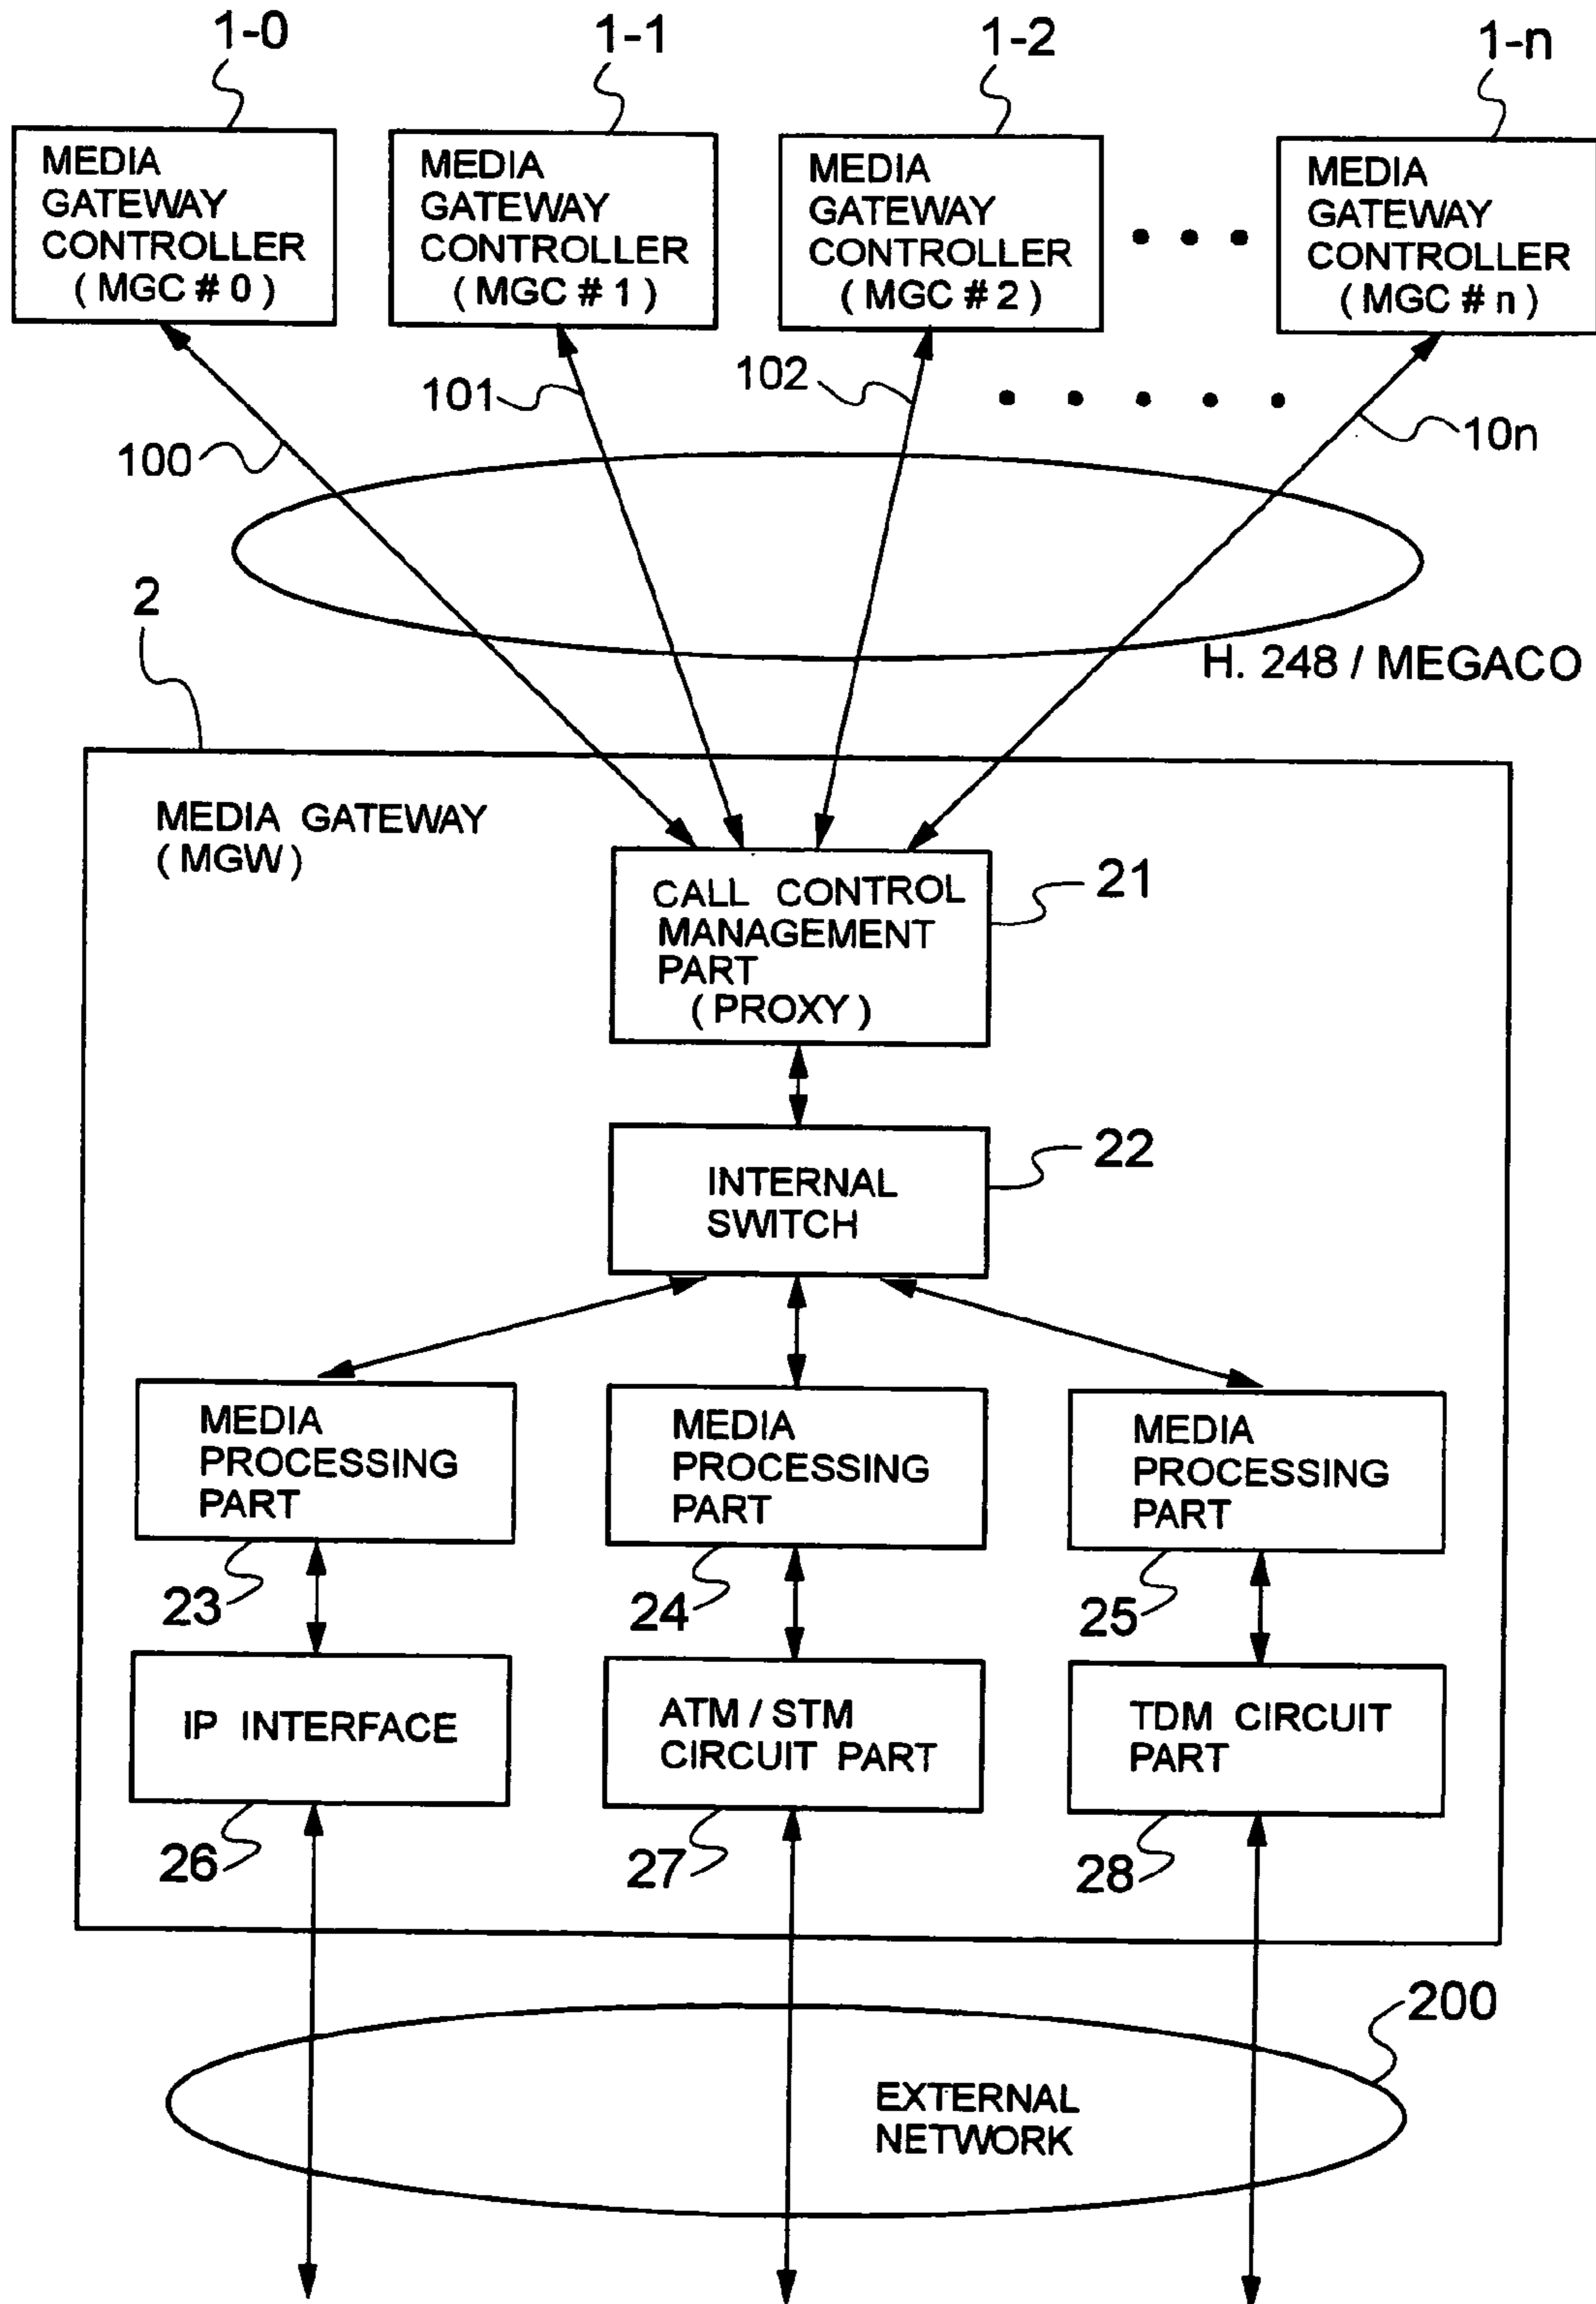 1-0
1-1
1-2
1-n
MEDIA
GATEWAY
CONTROLLER
( MGC # 0 )
MEDIA
GATEWAY
CONTROLLER
( MGC # 1 )
MEDIA
GATEWAY
CONTROLLER
( MGC # 2 )
MEDIA
GATEWAY
CONTROLLER
( MGC # n )
100
101
102
10n
H. 248 / MEGACO
2
MEDIA GATEWAY
( MGW )
CALL CONTROL
MANAGEMENT
PART
( PROXY )
21
INTERNAL
SWITCH
22
MEDIA
PROCESSING
PART
23
MEDIA
PROCESSING
PART
24
MEDIA
PROCESSING
PART
25
IP INTERFACE
26
ATM / STM
CIRCUIT PART
27
TDM CIRCUIT
PART
28
200
EXTERNAL
NETWORK